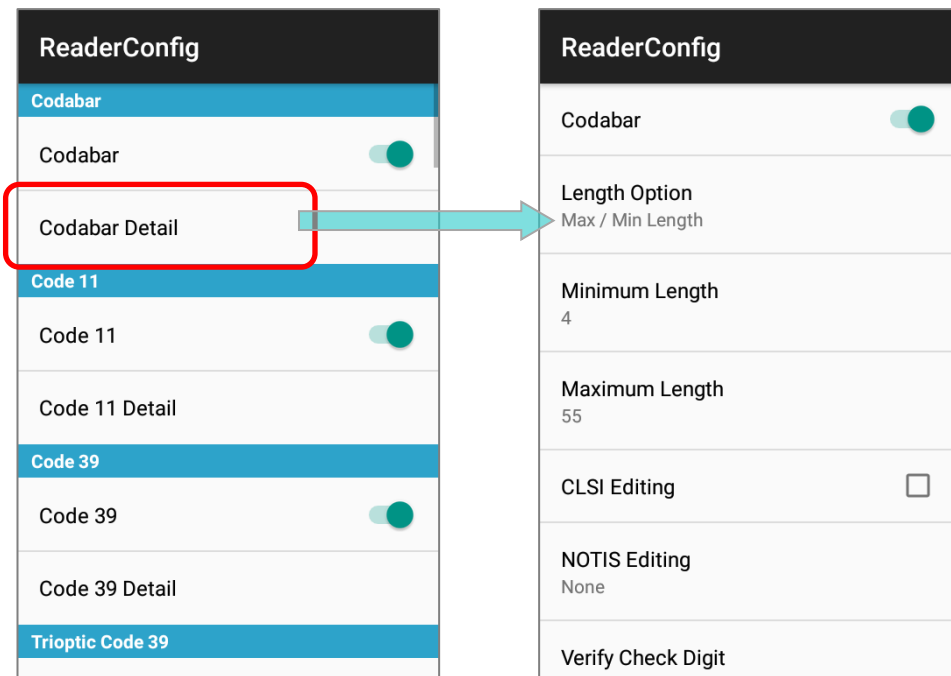 ReaderConfig
Codabar
Codabar
Codabar Detail
Code 11
Code 11
Code 11 Detail
Code 39
Code 39
Code 39 Detail
Trioptic Code 39
ReaderConfig
Codabar
Length Option
Max / Min Length
Minimum Length
4
Maximum Length
55
CLSI Editing
NOTIS Editing
None
Verify Check Digit